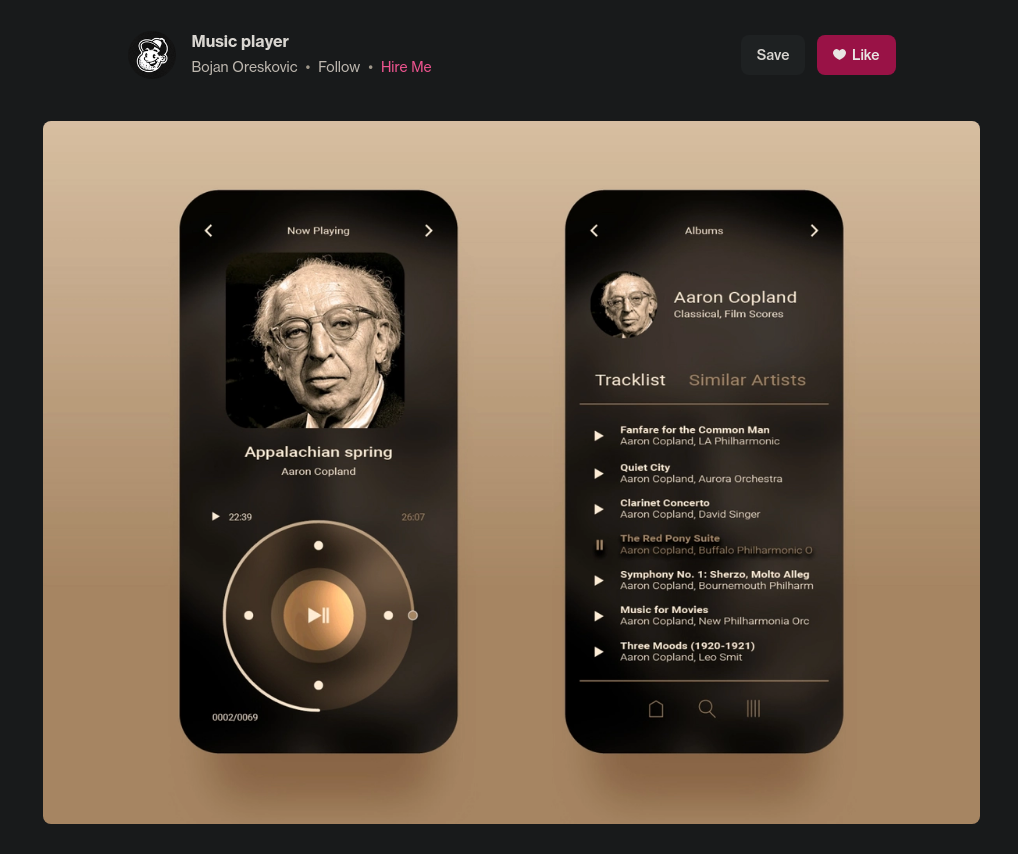 Music player
Bojan Oreskovic • Follow • Hire Me
Save
Like
Now Playing
Appalachian spring
Aaron Copland
22:39
26:07
0002/0069
Albums
Aaron Copland
Classical, Film Scores
Tracklist
Similar Artists
Fanfare for the Common Man
Aaron Copland, LA Philharmonic
Quiet City
Aaron Copland, Aurora Orchestra
Clarinet Concerto
Aaron Copland, David Singer
The Red Pony Suite
Aaron Copland, Buffalo Philharmonic O
Symphony No. 1: Sherzo, Molto Alleg
Aaron Copland, Bournemouth Philharm
Music for Movies
Aaron Copland, New Philharmonia Orc
Three Moods (1920-1921)
Aaron Copland, Leo Smit